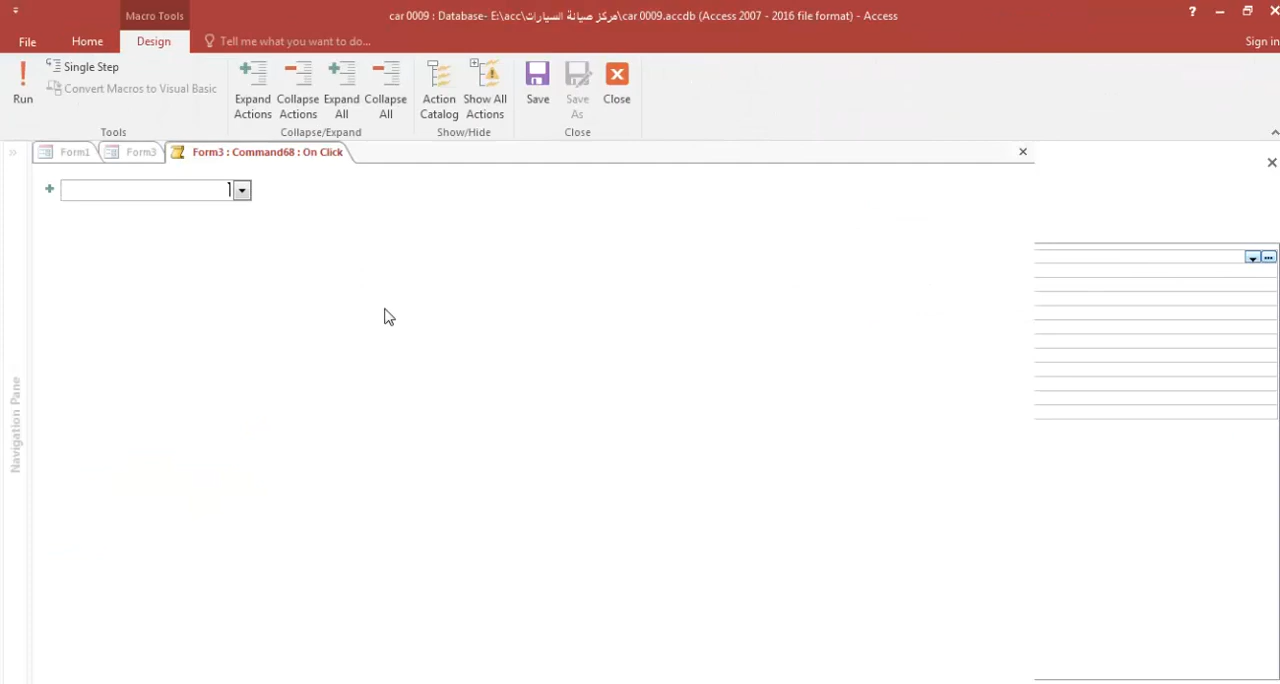 Macro Tools
car 0009 : Database- E:\acc\مركز صيانة السيارات\car 0009.accdb (Access 2007 - 2016 file format) - Access
?
File
Home
Design
Tell me what you want to do...
Sign in
Run
Single Step
Convert Macros to Visual Basic
Expand Actions
Collapse Actions
Expand All
Collapse All
Action Catalog
Show All Actions
Save
Save As
Close
Tools
Collapse/Expand
Show/Hide
Close
Form1
Form3
Form3 : Command68 : On Click
Navigation Pane